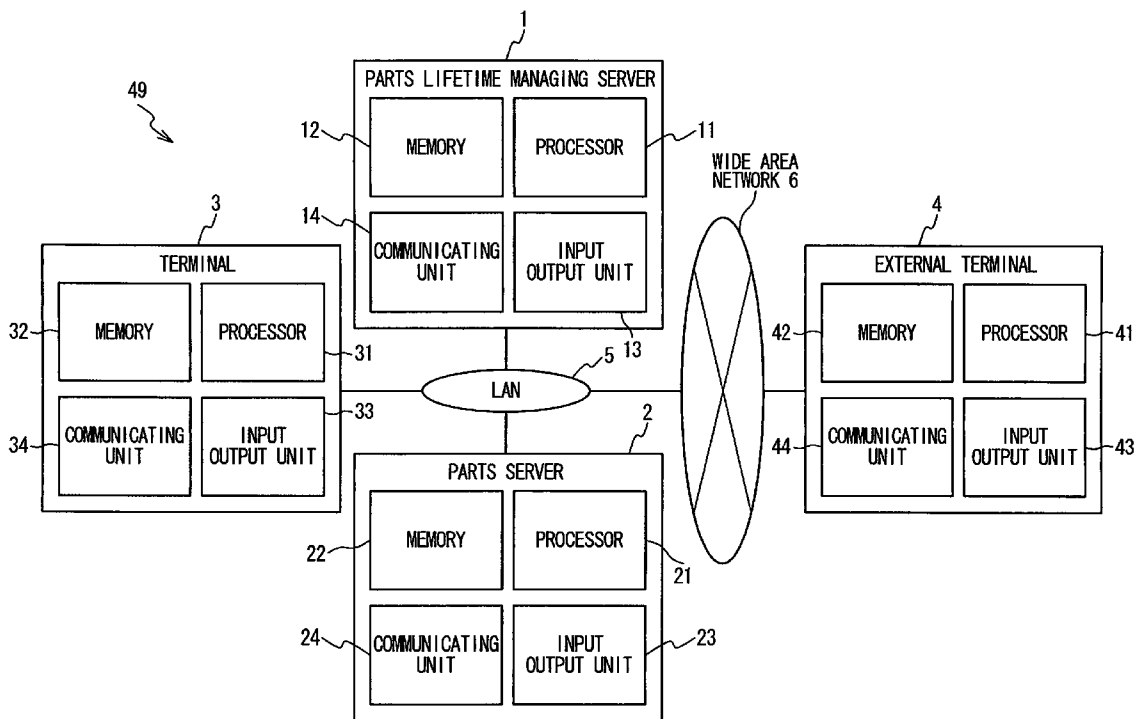 1
PARTS LIFETIME MANAGING SERVER
49
12
MEMORY
PROCESSOR
11
14
COMMUNICATING
UNIT
INPUT
OUTPUT UNIT
13
WIDE AREA
NETWORK 6
3
TERMINAL
32
MEMORY
PROCESSOR
31
34
COMMUNICATING
UNIT
INPUT
OUTPUT UNIT
33
5
LAN
4
EXTERNAL TERMINAL
42
MEMORY
PROCESSOR
41
44
COMMUNICATING
UNIT
INPUT
OUTPUT UNIT
43
2
PARTS SERVER
22
MEMORY
PROCESSOR
21
24
COMMUNICATING
UNIT
INPUT
OUTPUT UNIT
23